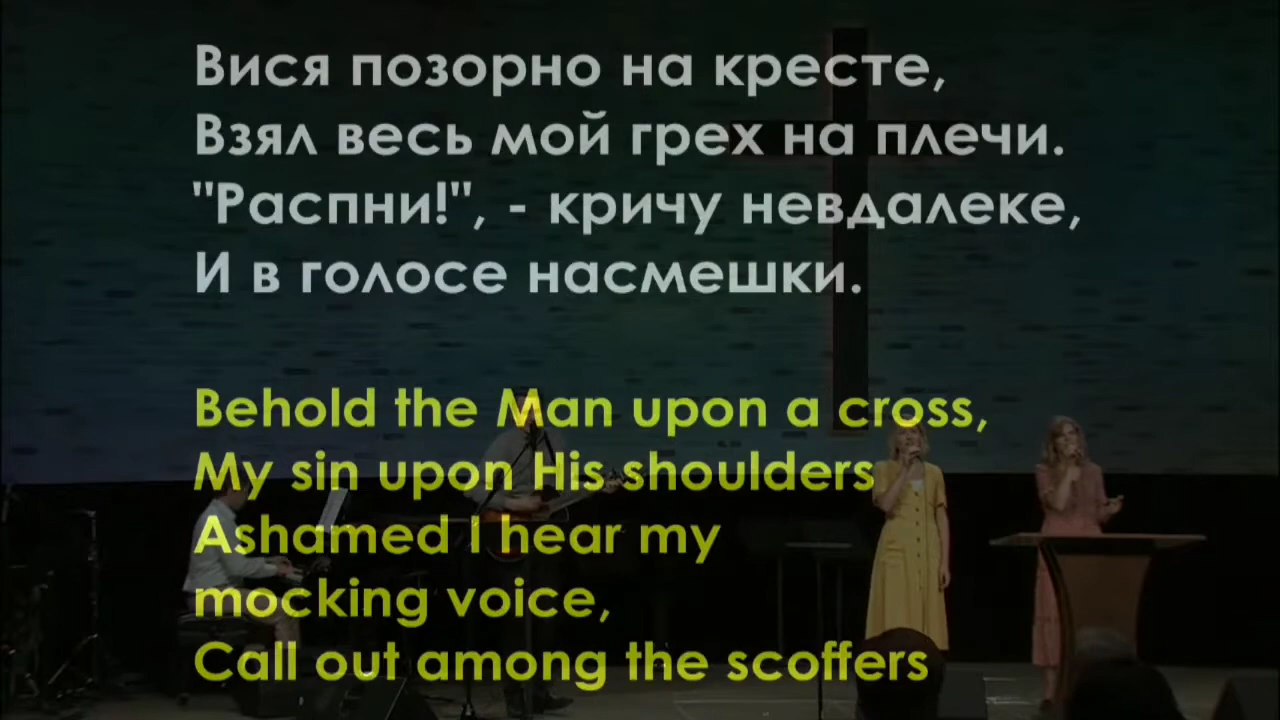 Вися позорно на кресте,
Взял весь мой грех на плечи.
"Распни!", - кричу невдалеке,
И в голосе насмешки.
Behold the Man upon a cross,
My sin upon His shoulders
Ashamed I hear my
mocking voice,
Call out among the scoffers